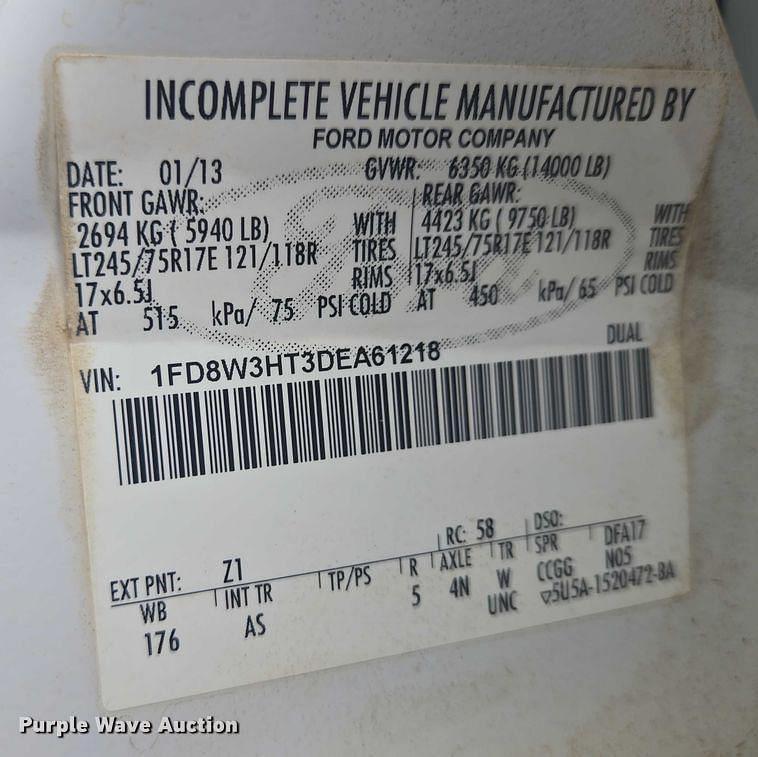 INCOMPLETE VEHICLE MANUFACTURED BY
FORD MOTOR COMPANY
DATE: 01/13 GVWR: 6350 KG (14000 LB)
FRONT GAWR: REAR GAWR:
2694 KG ( 5940 LB) WITH 4423 KG ( 9750 LB) WITH
LT245/75R17E 121/118R TIRES LT245/75R17E 121/118R TIRES
17x6.5J RIMS 17x6.5J RIMS
AT 515 kPa/ 75 PSI COLD AT 450 kPa/ 65 PSI COLD
VIN: 1FD8W3HT3DEA61218 DUAL
EXT PNT: Z1 RC: 58 DSO:
WB INT TR TP/PS R AXLE TR SPR DFA17
176 AS 5 4N W CCGG N05
UNC ▽5U5A-1520472-BA
Purple Wave Auction